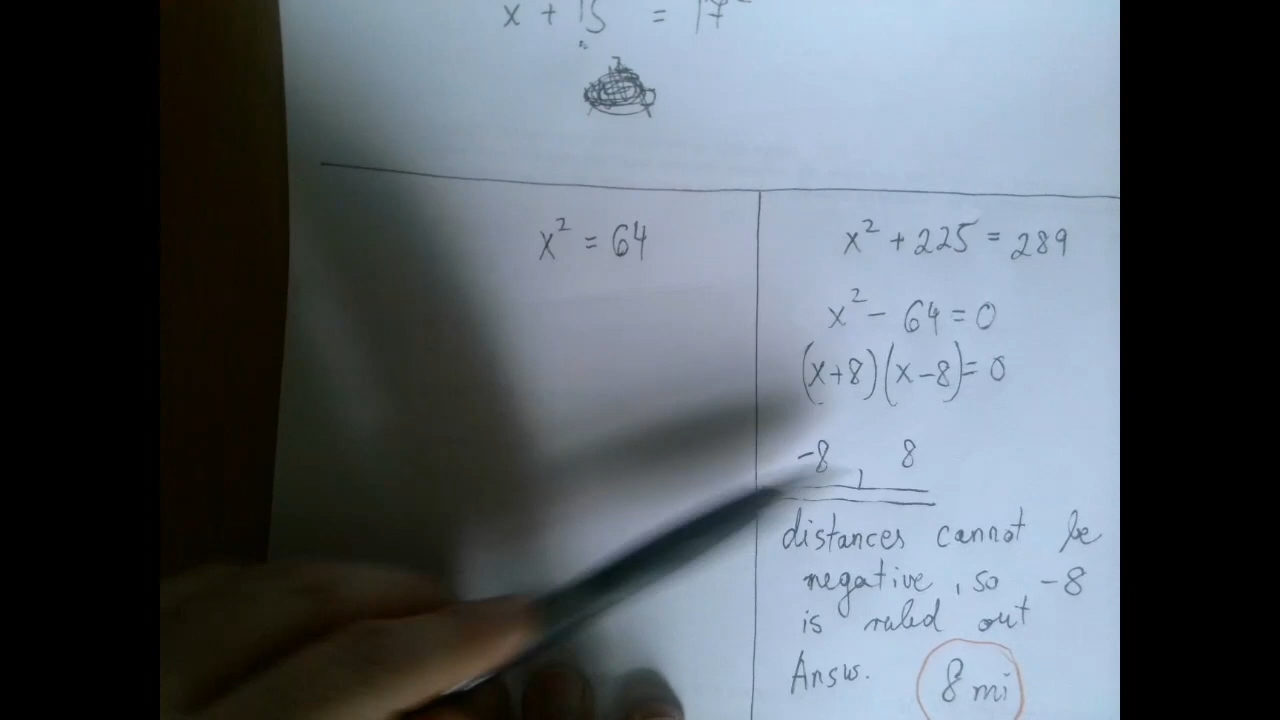 x + 15 = 17²
x² = 64
x² + 225 = 289
x² - 64 = 0
(x+8)(x-8)= 0
-8, 8
distances cannot be
negative, so -8
is ruled out
Answ. 8 mi